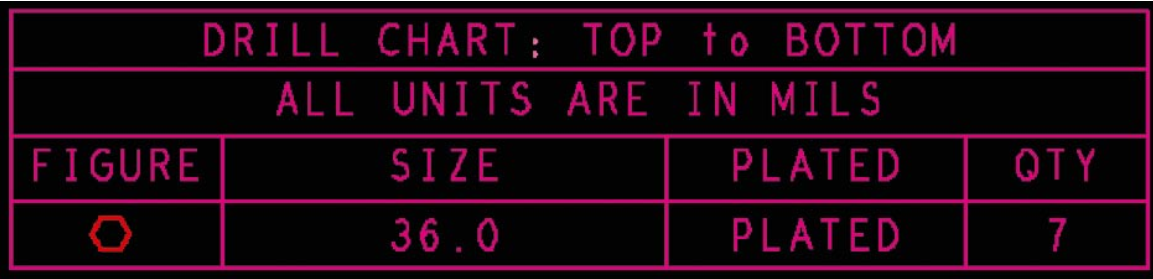 DRILL CHART: TOP to BOTTOM
ALL UNITS ARE IN MILS
FIGURE SIZE PLATED QTY
36.0 PLATED 7